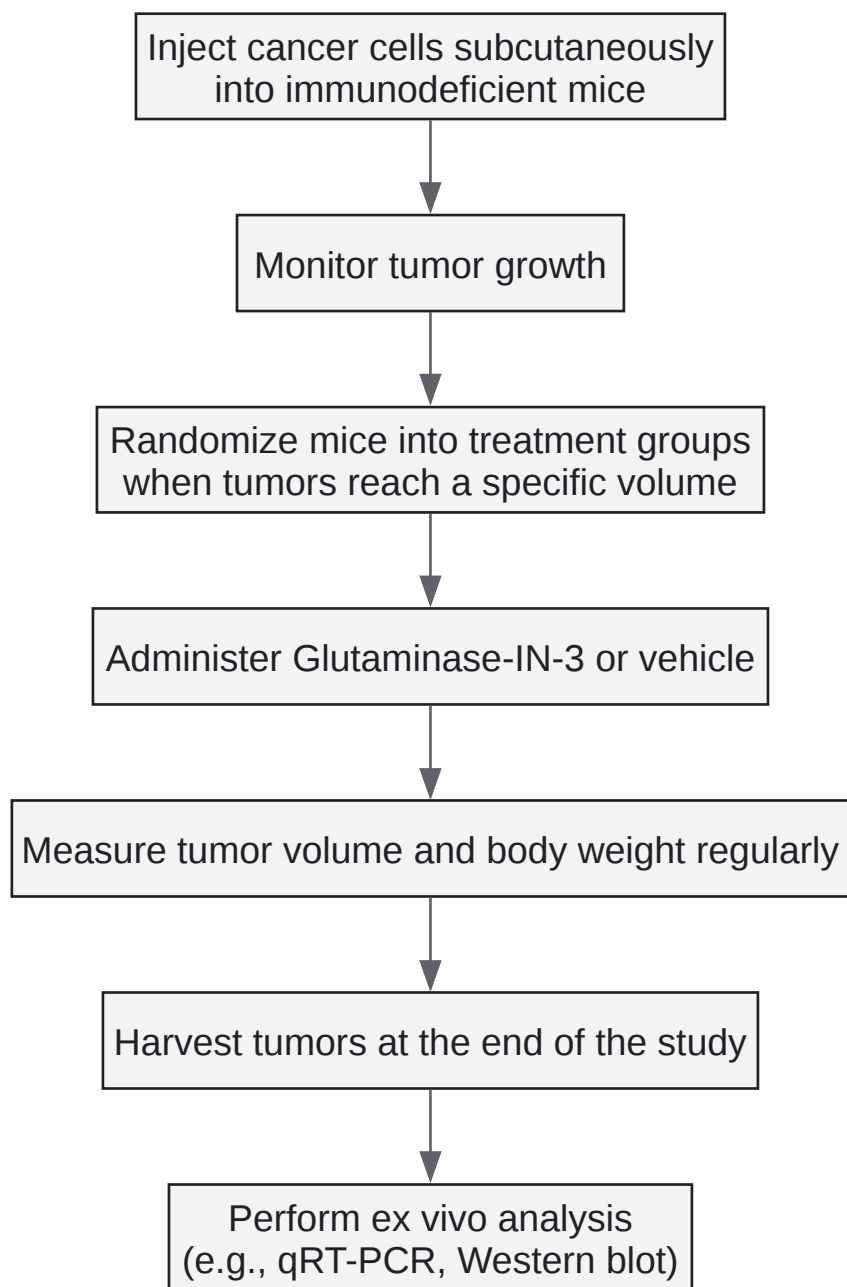 Inject cancer cells subcutaneously
into immunodeficient mice
Monitor tumor growth
Randomize mice into treatment groups
when tumors reach a specific volume
Administer Glutaminase-IN-3 or vehicle
Measure tumor volume and body weight regularly
Harvest tumors at the end of the study
Perform ex vivo analysis
(e.g., qRT-PCR, Western blot)